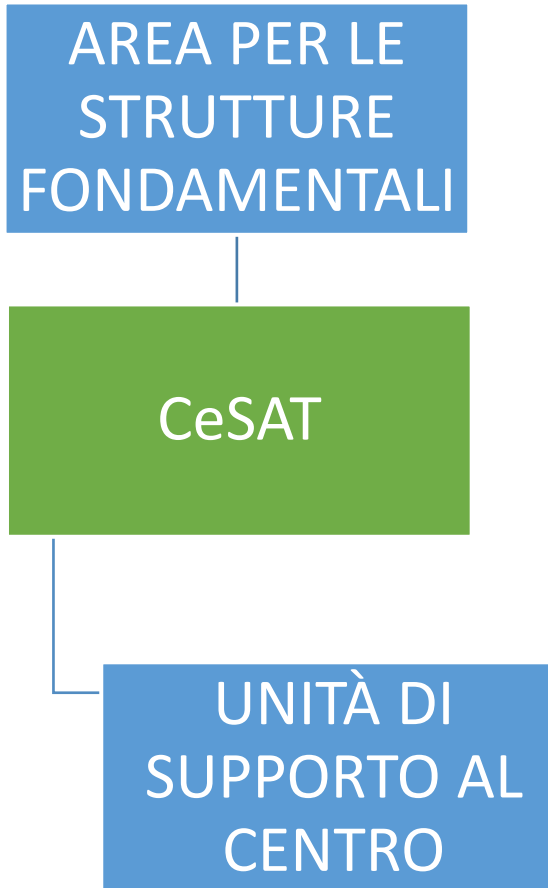 AREA PER LE
STRUTTURE
FONDAMENTALI
CeSAT
UNITÀ DI
SUPPORTO AL
CENTRO